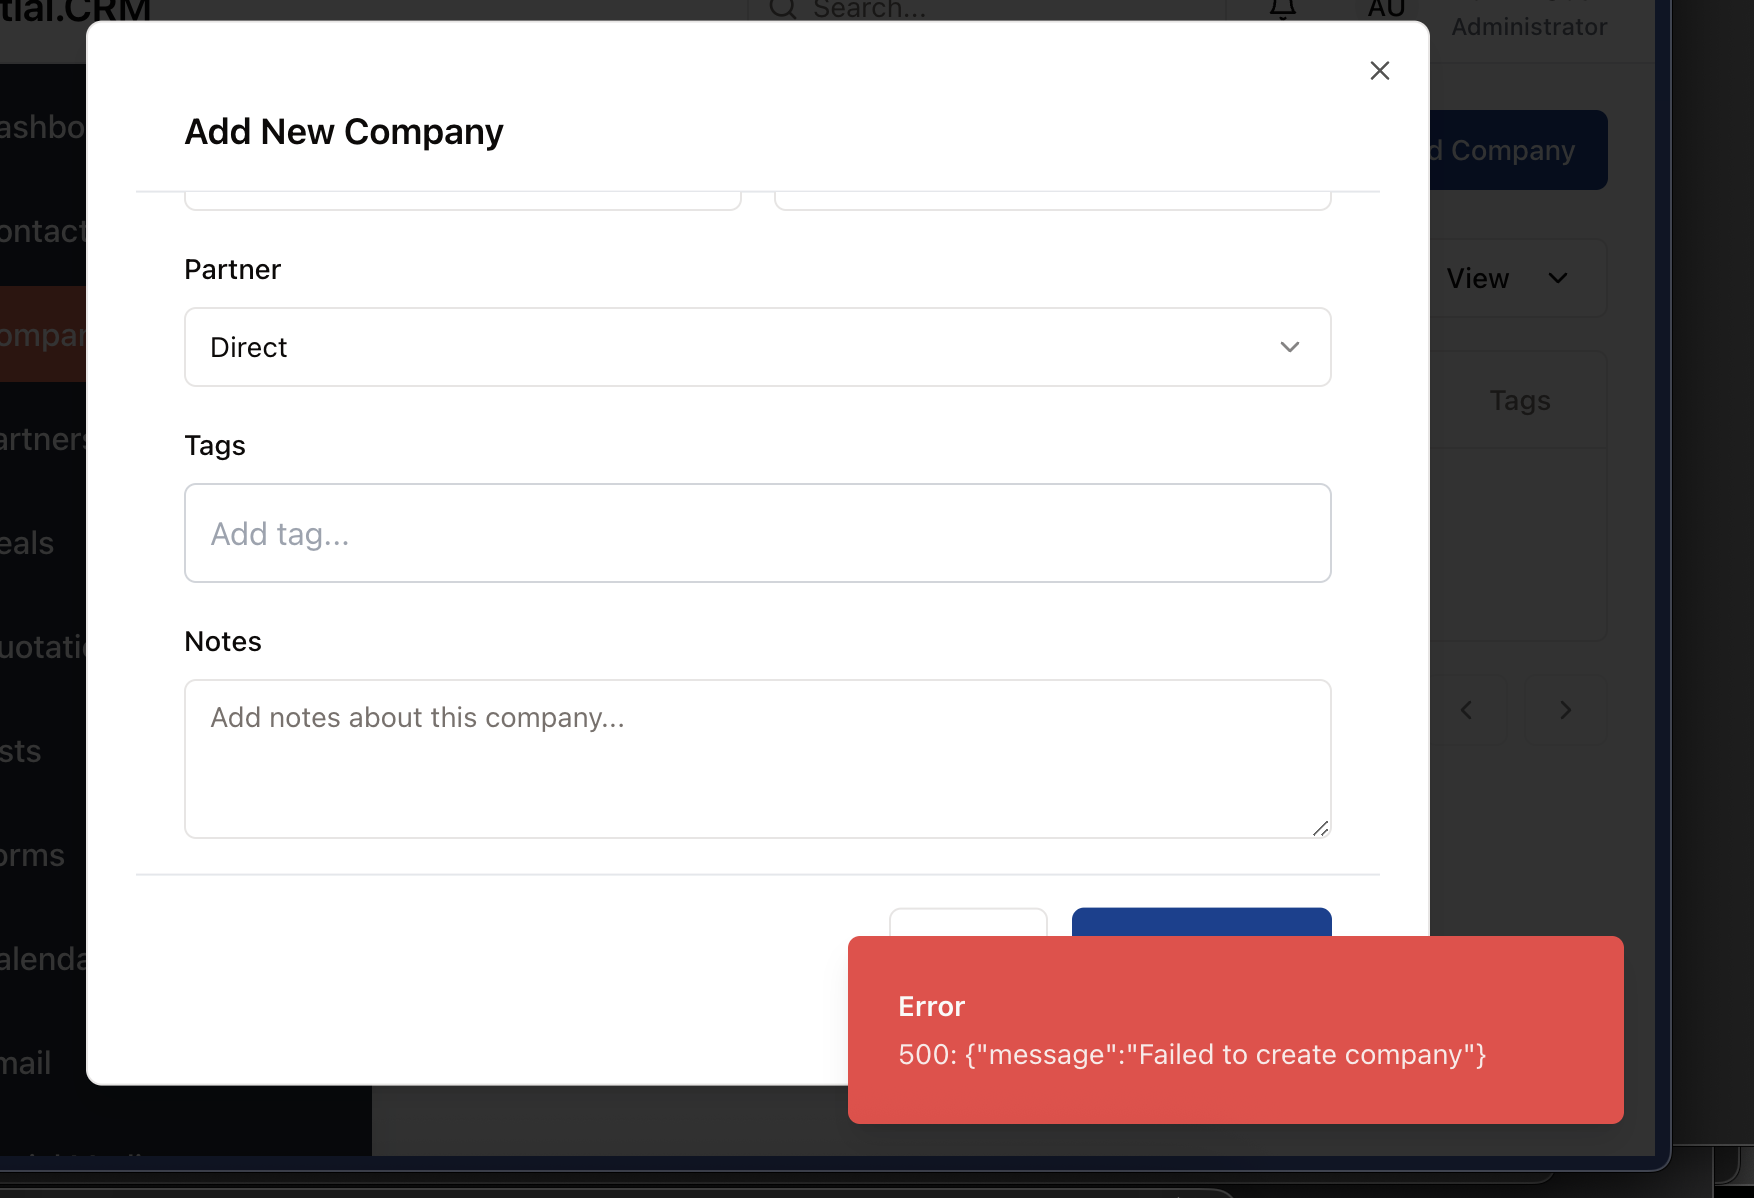 tial.CRM
Search...
AU
Administrator
Add New Company
d Company
Partner
Direct
View
Tags
Tags
Add tag...
Notes
Add notes about this company...
ashbo
ontact
ompar
artners
eals
uotati
sts
orms
alenda
mail
Error
500: {"message":"Failed to create company"}